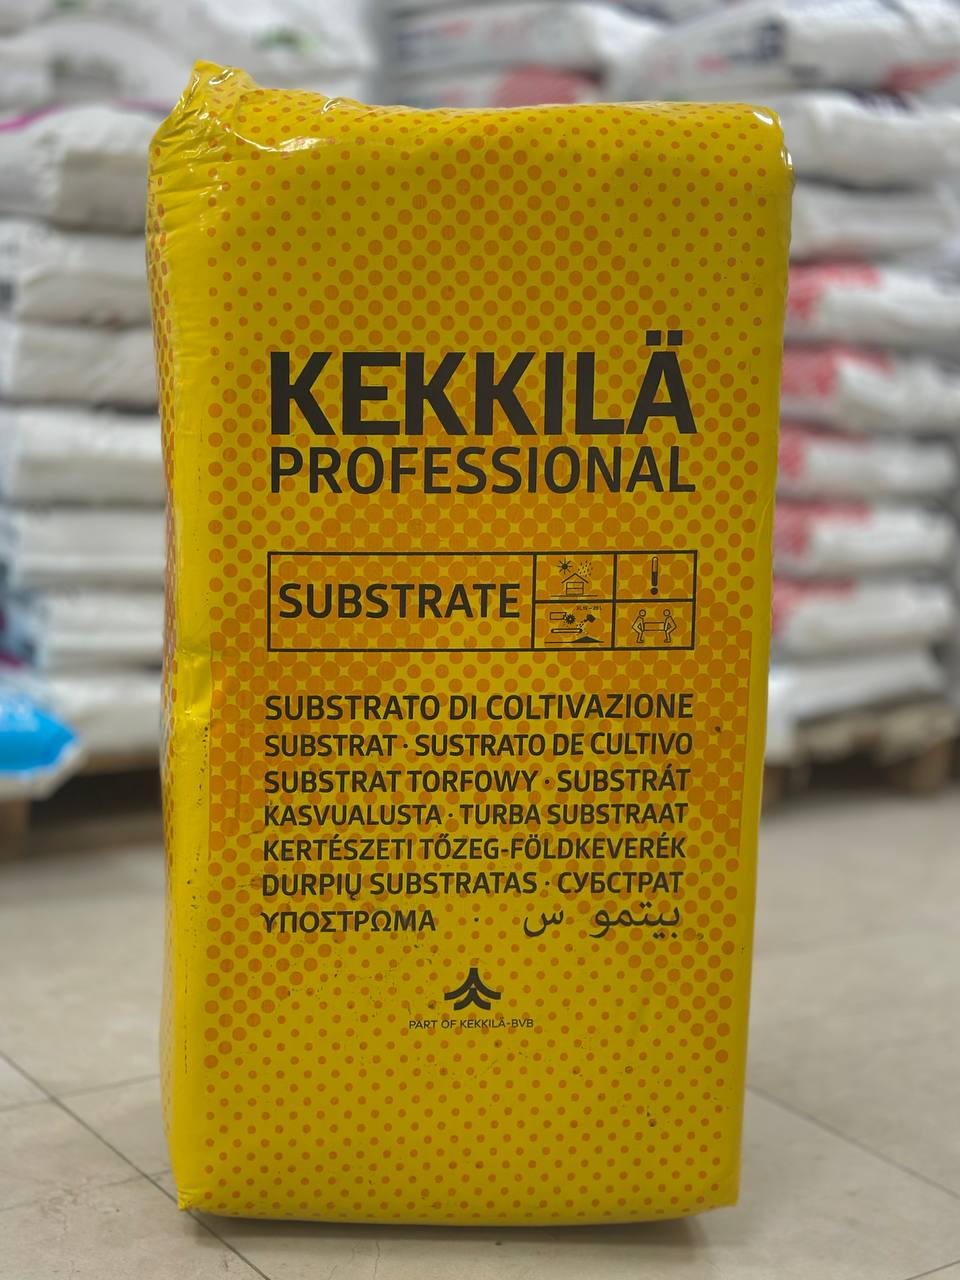 KEKKILÄ
PROFESSIONAL
SUBSTRATE
SUBSTRATO DI COLTIVAZIONE
SUBSTRAT · SUSTRATO DE CULTIVO
SUBSTRAT TORFOWY · SUBSTRÁT
KASVUALUSTA · TURBA SUBSTRAAT
KERTÉSZETI TŐZEG-FÖLDKEVERÉK
DURPIŲ SUBSTRATAS · СУБСТРАТ
ΥΠΟΣΤΡΩΜΑ · بيتمو س
PART OF KEKKILÄ-BVB